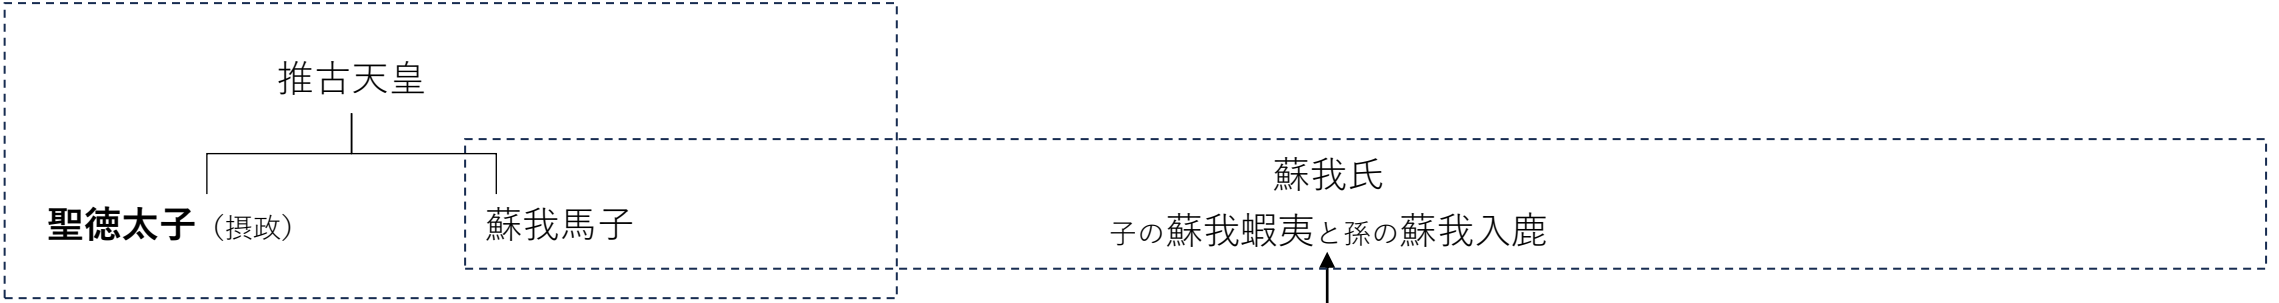 推古天皇
聖徳太子（摂政）
蘇我馬子
蘇我氏
子の蘇我蝦夷と孫の蘇我入鹿